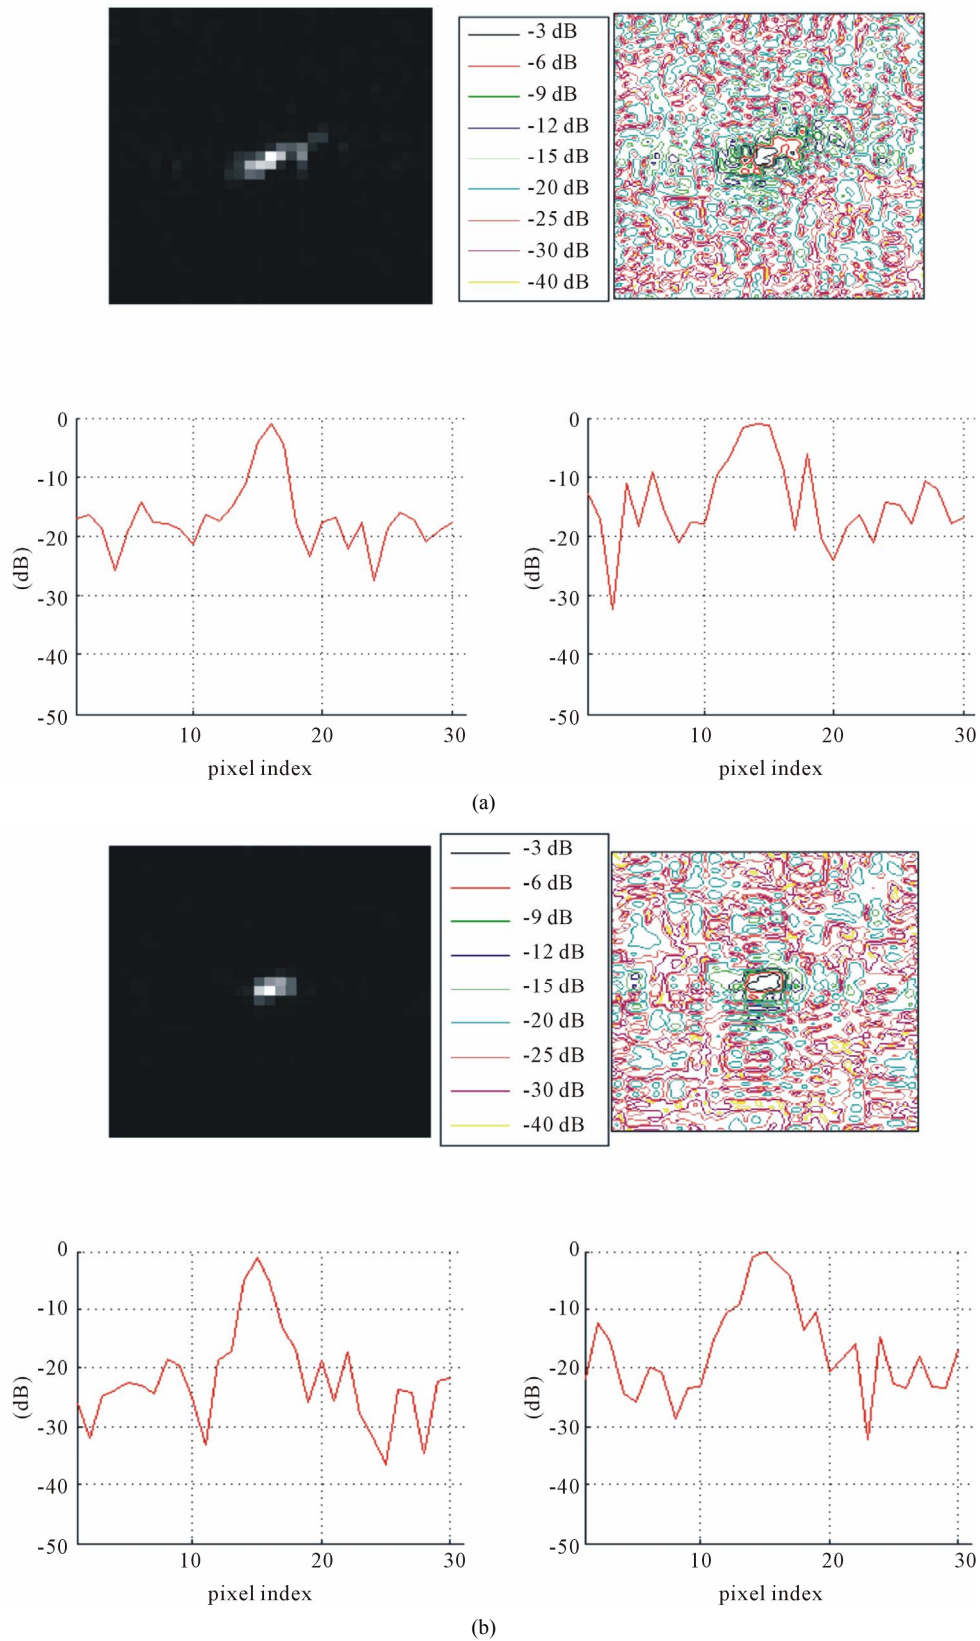 -3 dB
-6 dB
-9 dB
-12 dB
-15 dB
-20 dB
-25 dB
-30 dB
-40 dB
0
-10
-20
-30
-40
-50
(dB)
10
20
30
pixel index
0
-10
-20
-30
-40
-50
(dB)
10
20
30
pixel index
(a)
-3 dB
-6 dB
-9 dB
-12 dB
-15 dB
-20 dB
-25 dB
-30 dB
-40 dB
0
-10
-20
-30
-40
-50
(dB)
10
20
30
pixel index
0
-10
-20
-30
-40
-50
(dB)
10
20
30
pixel index
(b)